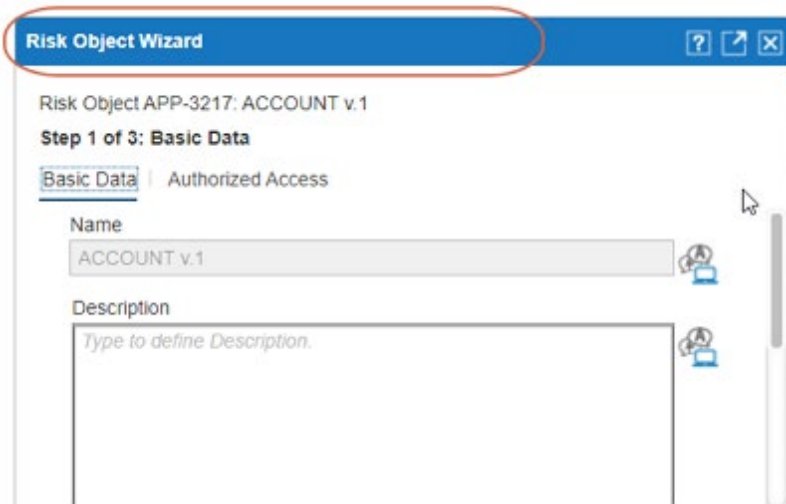 Risk Object Wizard
Risk Object APP-3217: ACCOUNT v.1
Step 1 of 3: Basic Data
Basic Data | Authorized Access
Name
ACCOUNT v.1
Description
Type to define Description.